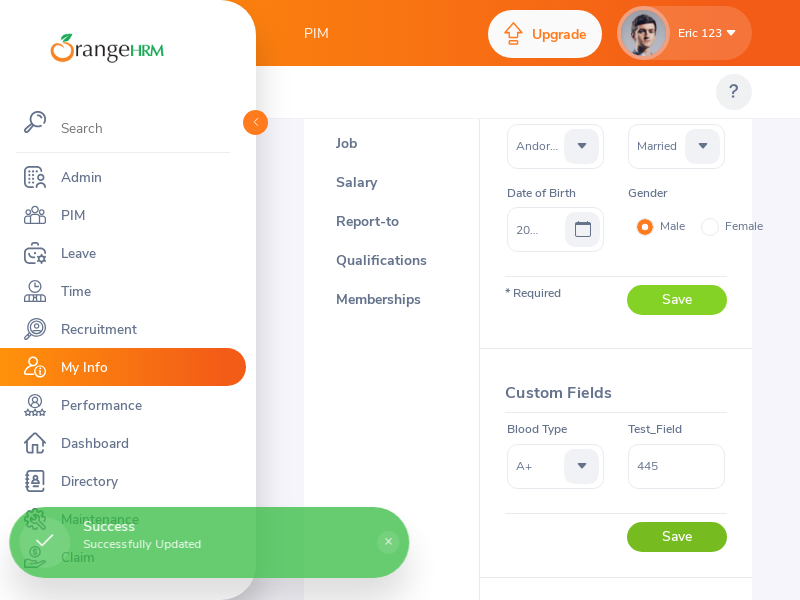 OrangeHRM
PIM
Upgrade
Eric 123
?
Search
Admin
PIM
Leave
Time
Recruitment
My Info
Performance
Dashboard
Directory
Maintenance
Claim
Job
Salary
Report-to
Qualifications
Memberships
Andor...
Married
Date of Birth
Gender
20...
Male
Female
* Required
Save
Custom Fields
Blood Type
Test_Field
A+
445
Save
Success
Successfully Updated
×